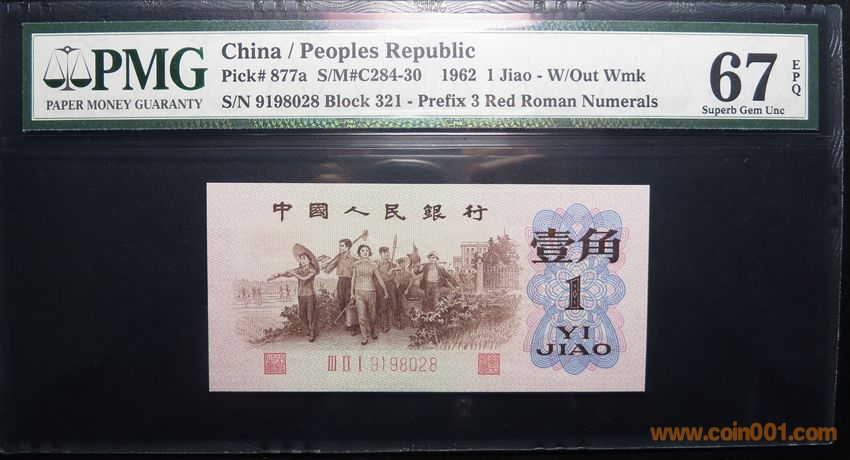 PMG
PAPER MONEY GUARANTY
China / Peoples Republic
Pick# 877a S/M#C284-30 1962 1 Jiao - W/Out Wmk
S/N 9198028 Block 321 - Prefix 3 Red Roman Numerals
67
EPQ
Superb Gem Unc
中國人民銀行
壹角
1
YI
JIAO
III II I 9198028
www.coin001.com